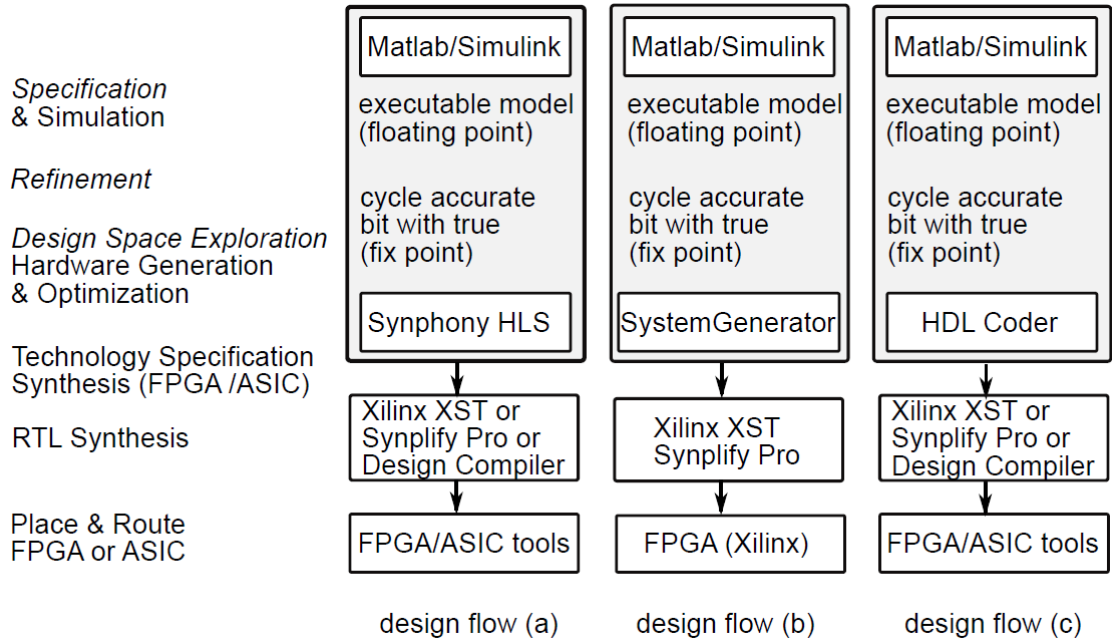 Specification
& Simulation
Refinement
Design Space Exploration
Hardware Generation
& Optimization
Technology Specification
Synthesis (FPGA /ASIC)
RTL Synthesis
Place & Route
FPGA or ASIC
Matlab/Simulink
executable model
(floating point)
cycle accurate
bit with true
(fix point)
Synphony HLS
Xilinx XST or
Synplify Pro or
Design Compiler
FPGA/ASIC tools
design flow (a)
Matlab/Simulink
executable model
(floating point)
cycle accurate
bit with true
(fix point)
SystemGenerator
Xilinx XST
Synplify Pro
FPGA (Xilinx)
design flow (b)
Matlab/Simulink
executable model
(floating point)
cycle accurate
bit with true
(fix point)
HDL Coder
Xilinx XST or
Synplify Pro or
Design Compiler
FPGA/ASIC tools
design flow (c)